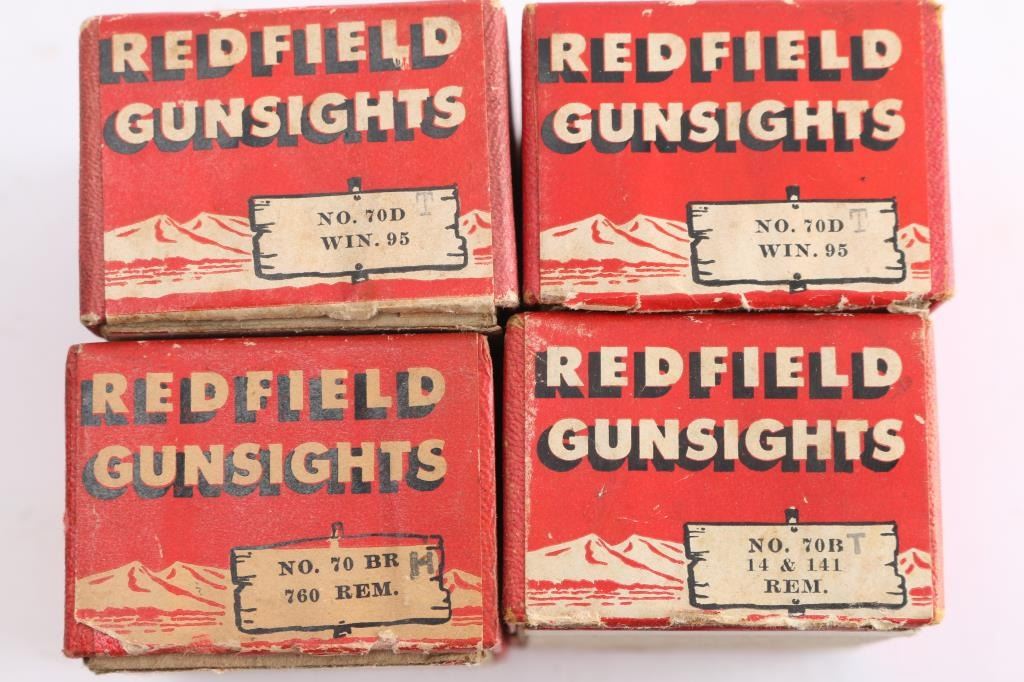 REDFIELD
GUNSIGHTS
NO. 70D T
WIN. 95
REDFIELD
GUNSIGHTS
NO. 70D T
WIN. 95
REDFIELD
GUNSIGHTS
NO. 70 BR H
760 REM.
REDFIELD
GUNSIGHTS
NO. 70B T
14 & 141
REM.